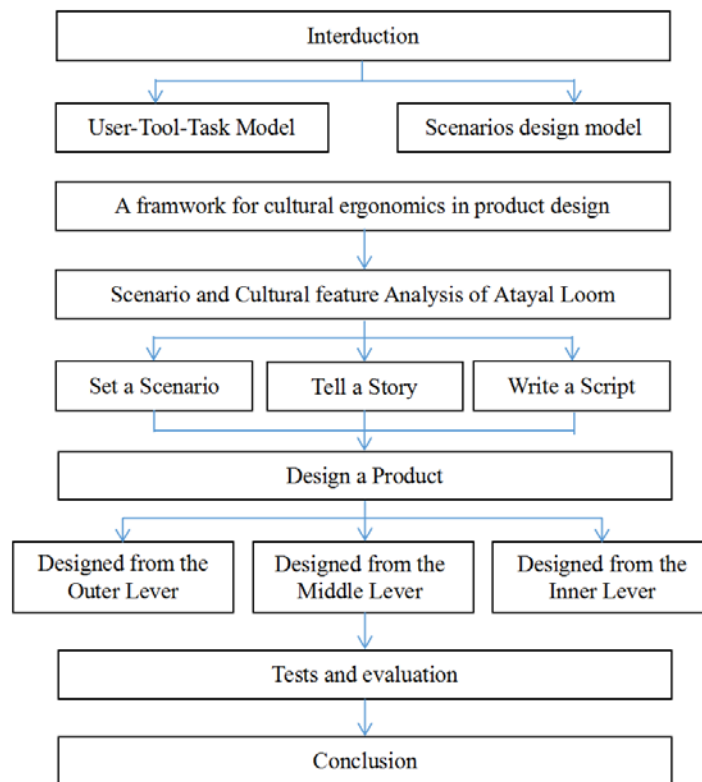 Interduction
User-Tool-Task Model
Scenarios design model
A framwork for cultural ergonomics in product design
Scenario and Cultural feature Analysis of Atayal Loom
Set a Scenario
Tell a Story
Write a Script
Design a Product
Designed from the
Outer Lever
Designed from the
Middle Lever
Designed from the
Inner Lever
Tests and evaluation
Conclusion